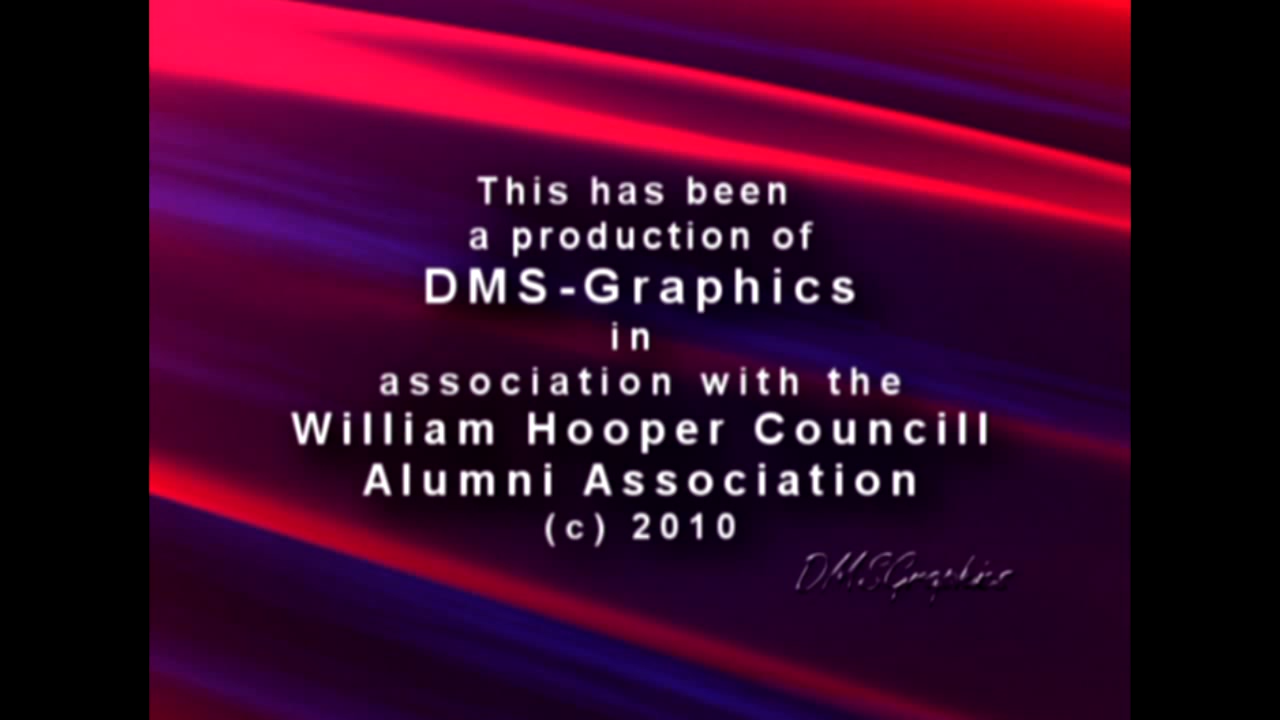 This has been
a production of
DMS-Graphics
in
association with the
William Hooper Councill
Alumni Association
(c) 2010
DMSGraphics